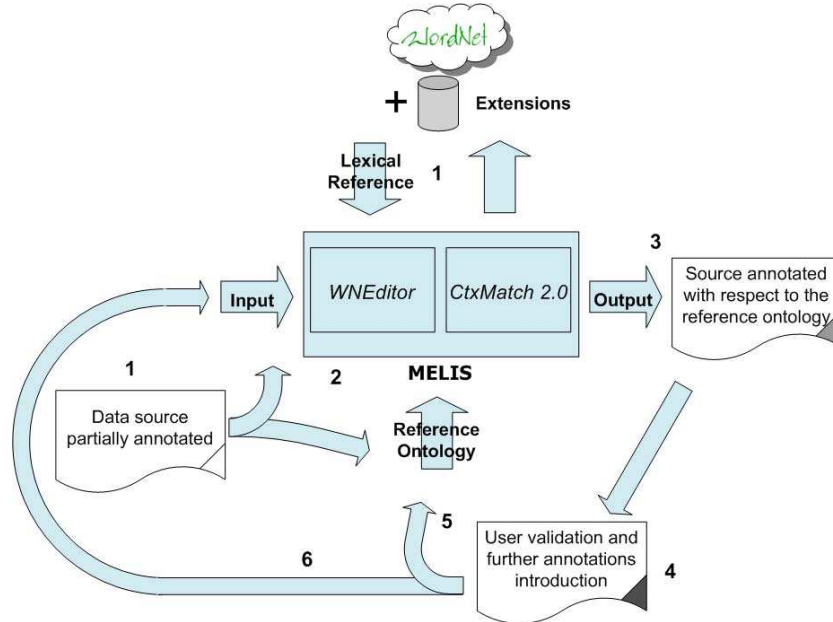 WordNet
+
Extensions
Lexical
Reference
1
3
Input
WNEditor
CtxMatch 2.0
Output
Source annotated
with respect to the
reference ontology
1
2
MELIS
Data source
partially annotated
Reference
Ontology
5
User validation and
further annotations
introduction
4
6